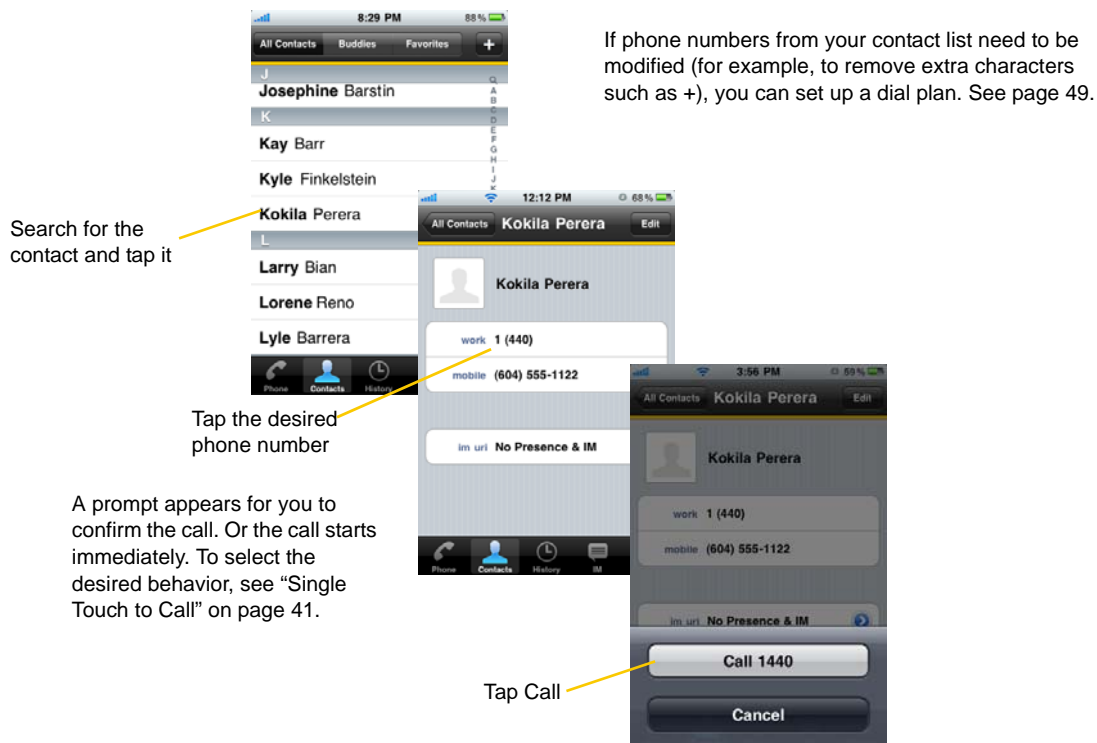 8:29 PM 88%
All Contacts Buddies Favorites +
J
Josephine Barstin
K
Kay Barr
Kyle Finkelstein
Kokila Perera
L
Larry Bian
Lorene Reno
Lyle Barrera
Phone Contacts History
Q
A
B
C
D
E
F
G
H
I
J
K
If phone numbers from your contact list need to be
modified (for example, to remove extra characters
such as +), you can set up a dial plan. See page 49.
Search for the
contact and tap it
12:12 PM 68%
All Contacts Kokila Perera Edit
Kokila Perera
work 1 (440)
mobile (604) 555-1122
im uri No Presence & IM
Phone Contacts History IM
Tap the desired
phone number
A prompt appears for you to
confirm the call. Or the call starts
immediately. To select the
desired behavior, see “Single
Touch to Call” on page 41.
3:56 PM 59%
All Contacts Kokila Perera Edit
Kokila Perera
work 1 (440)
mobile (604) 555-1122
im uri No Presence & IM
Call 1440
Cancel
Tap Call